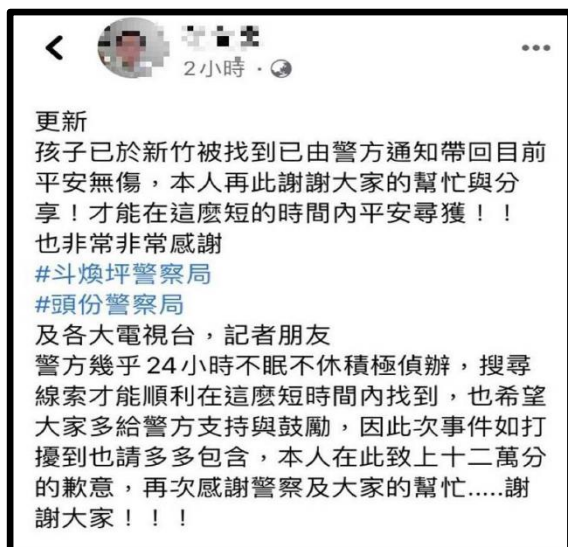 2小時
更新
孩子已於新竹被找到已由警方通知帶回目前
平安無傷，本人再此謝謝大家的幫忙與分
享！才能在這麼短的時間內平安尋獲！！
也非常非常感謝
#斗煥坪警察局
#頭份警察局
及各大電視台，記者朋友
警方幾乎24小時不眠不休積極偵辦，搜尋
線索才能順利在這麼短時間內找到，也希望
大家多給警方支持與鼓勵，因此次事件如打
擾到也請多多包含，本人在此致上十二萬分
的歉意，再次感謝警察及大家的幫忙.....謝
謝大家！！！